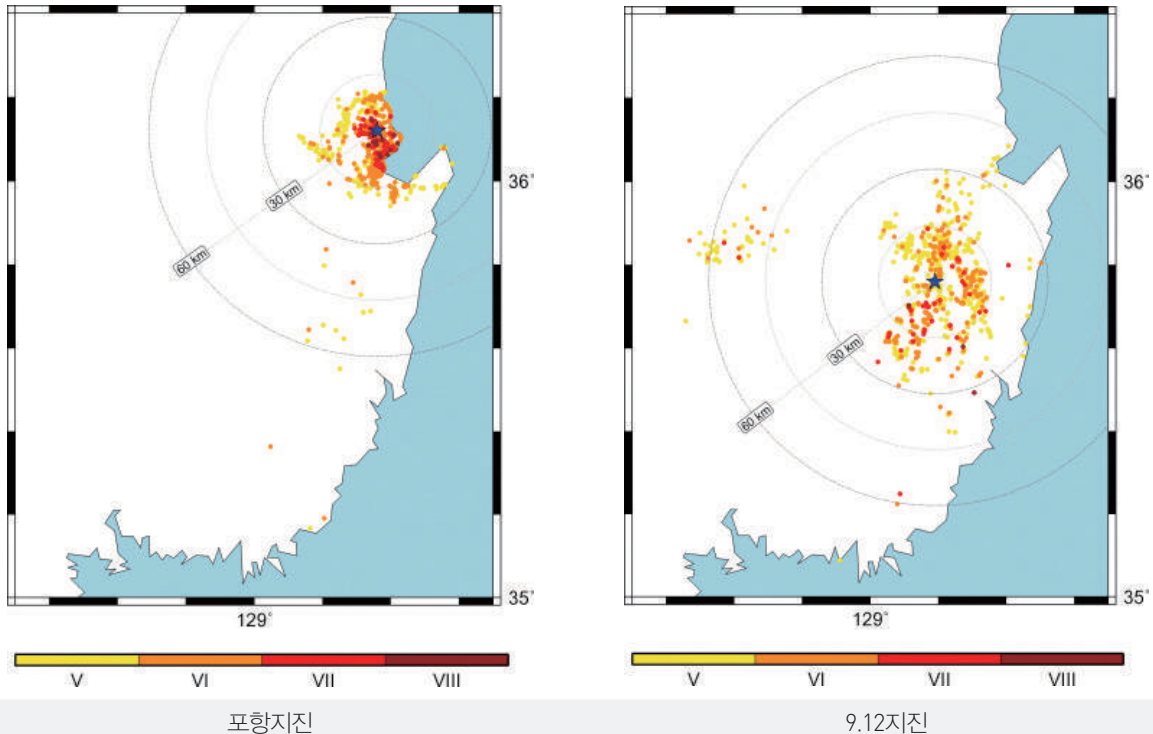 30 km
60 km
36°
35°
129°
V VI VII VIII
포항지진
30 km
60 km
36°
35°
129°
V VI VII VIII
9.12지진